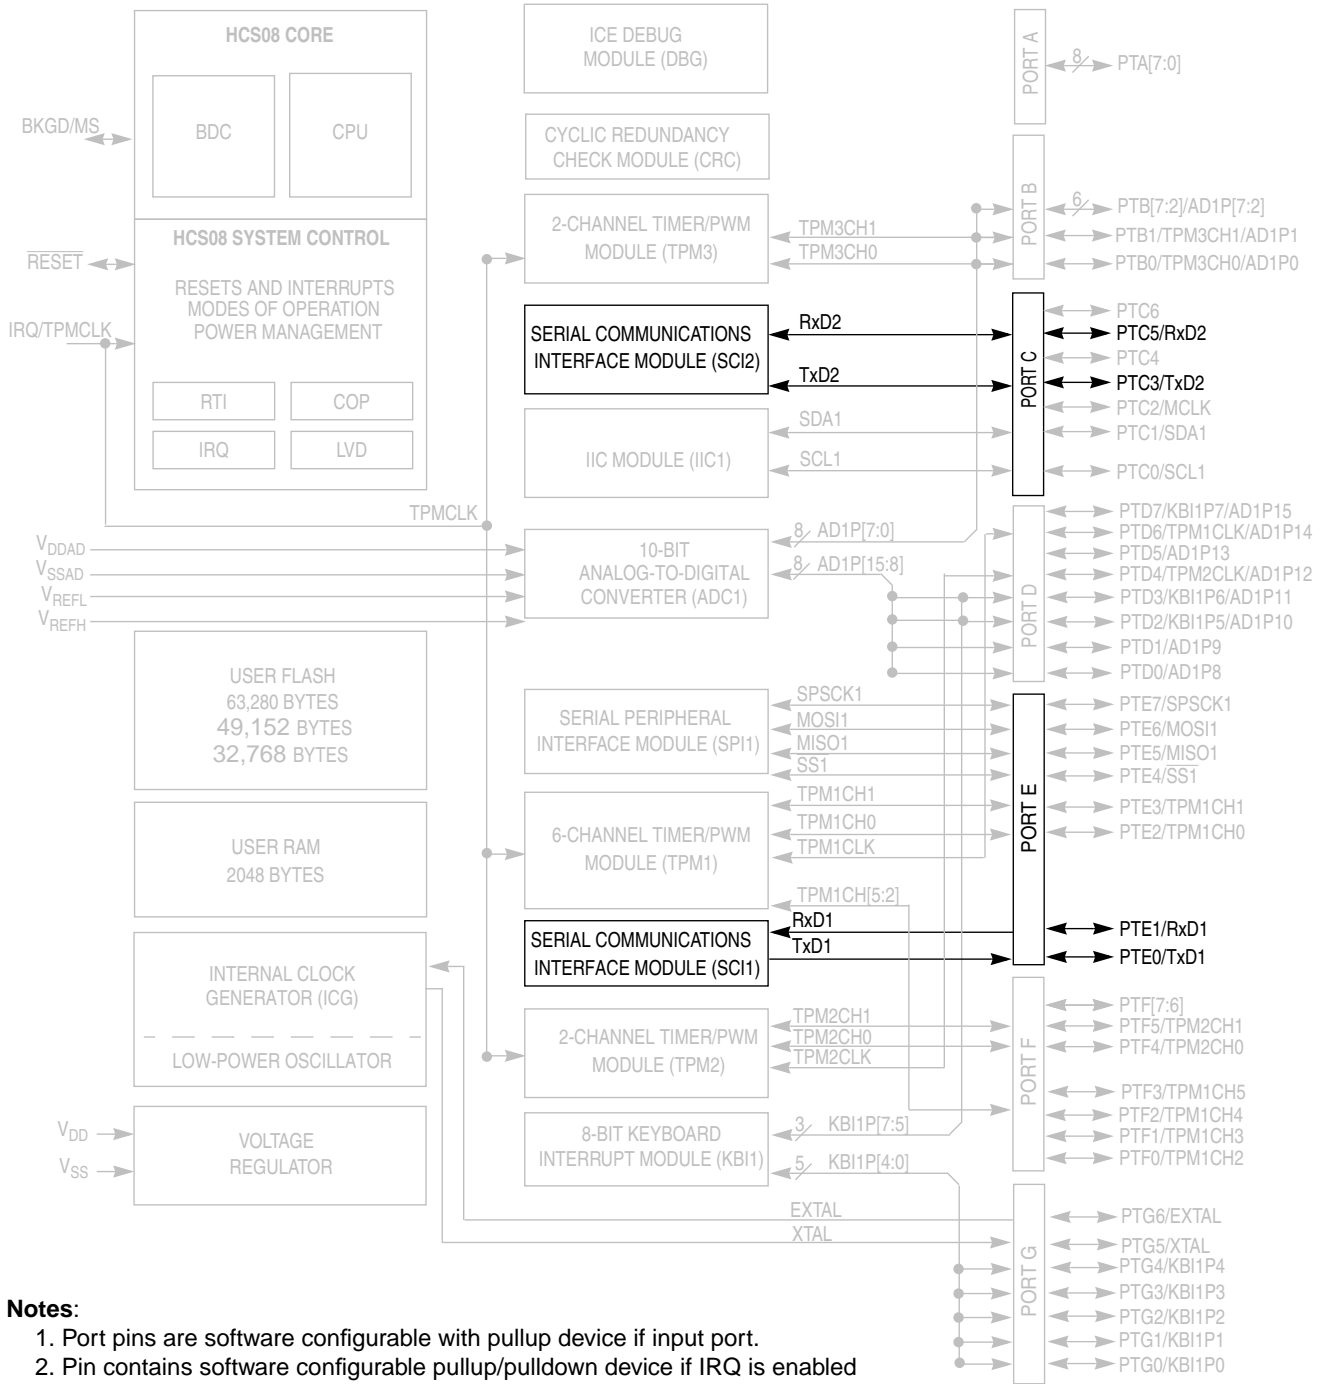 HCS08 CORE
BDC
CPU
BKGD/MS
HCS08 SYSTEM CONTROL
RESET
RESETS AND INTERRUPTS
MODES OF OPERATION
POWER MANAGEMENT
IRQ/TPMCLK
RTI
COP
IRQ
LVD
TPMCLK
VDDAD
VSSAD
VREFL
VREFH
USER FLASH
63,280 BYTES
49,152 BYTES
32,768 BYTES
USER RAM
2048 BYTES
INTERNAL CLOCK
GENERATOR (ICG)
LOW-POWER OSCILLATOR
VDD
VSS
VOLTAGE
REGULATOR
ICE DEBUG
MODULE (DBG)
CYCLIC REDUNDANCY
CHECK MODULE (CRC)
2-CHANNEL TIMER/PWM
MODULE (TPM3)
TPM3CH1
TPM3CH0
SERIAL COMMUNICATIONS
INTERFACE MODULE (SCI2)
RxD2
TxD2
IIC MODULE (IIC1)
SDA1
SCL1
10-BIT
ANALOG-TO-DIGITAL
CONVERTER (ADC1)
8 AD1P[7:0]
8 AD1P[15:8]
SERIAL PERIPHERAL
INTERFACE MODULE (SPI1)
SPSCK1
MOSI1
MISO1
SS1
6-CHANNEL TIMER/PWM
MODULE (TPM1)
TPM1CH1
TPM1CH0
TPM1CLK
TPM1CH[5:2]
SERIAL COMMUNICATIONS
INTERFACE MODULE (SCI1)
RxD1
TxD1
2-CHANNEL TIMER/PWM
MODULE (TPM2)
TPM2CH1
TPM2CH0
TPM2CLK
8-BIT KEYBOARD
INTERRUPT MODULE (KBI1)
3 KBI1P[7:5]
5 KBI1P[4:0]
EXTAL
XTAL
PORT A
8 PTA[7:0]
PORT B
6 PTB[7:2]/AD1P[7:2]
PTB1/TPM3CH1/AD1P1
PTB0/TPM3CH0/AD1P0
PORT C
PTC6
PTC5/RxD2
PTC4
PTC3/TxD2
PTC2/MCLK
PTC1/SDA1
PTC0/SCL1
PORT D
PTD7/KBI1P7/AD1P15
PTD6/TPM1CLK/AD1P14
PTD5/AD1P13
PTD4/TPM2CLK/AD1P12
PTD3/KBI1P6/AD1P11
PTD2/KBI1P5/AD1P10
PTD1/AD1P9
PTD0/AD1P8
PORT E
PTE7/SPSCK1
PTE6/MOSI1
PTE5/MISO1
PTE4/SS1
PTE3/TPM1CH1
PTE2/TPM1CH0
PTE1/RxD1
PTE0/TxD1
PORT F
PTF[7:6]
PTF5/TPM2CH1
PTF4/TPM2CH0
PTF3/TPM1CH5
PTF2/TPM1CH4
PTF1/TPM1CH3
PTF0/TPM1CH2
PORT G
PTG6/EXTAL
PTG5/XTAL
PTG4/KBI1P4
PTG3/KBI1P3
PTG2/KBI1P2
PTG1/KBI1P1
PTG0/KBI1P0
Notes:
1. Port pins are software configurable with pullup device if input port.
2. Pin contains software configurable pullup/pulldown device if IRQ is enabled